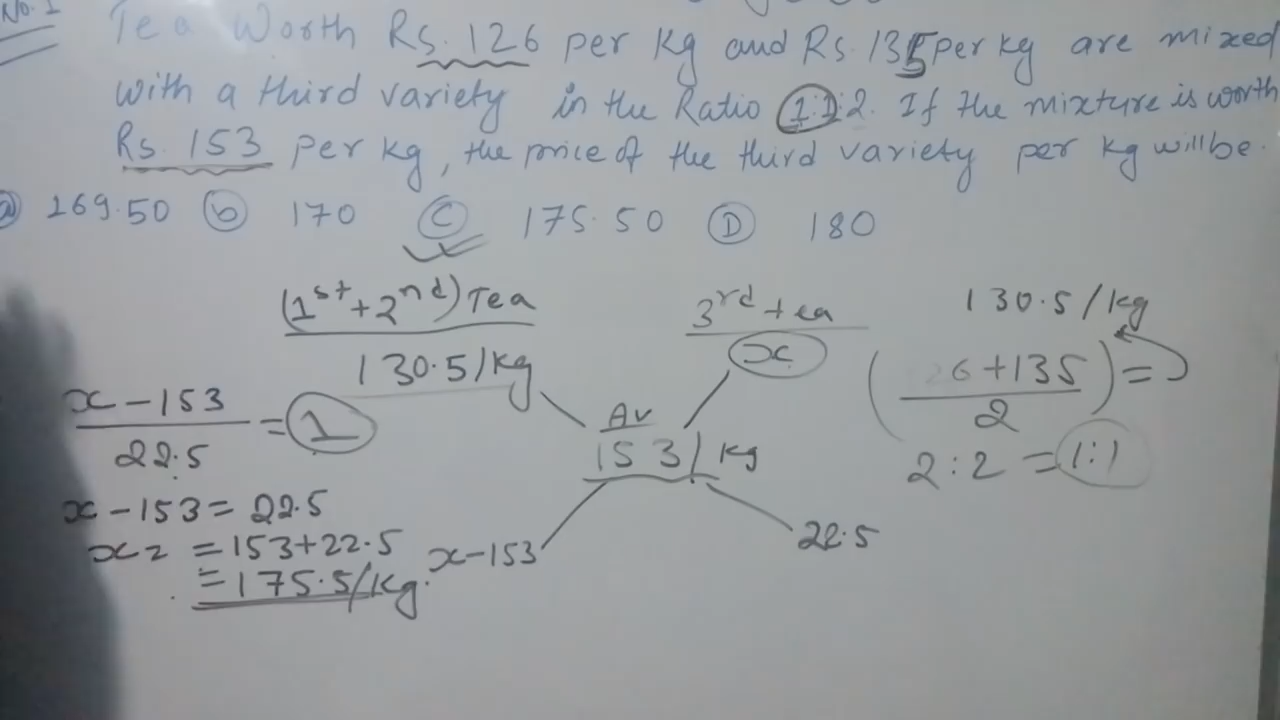 No. 1
Tea Worth Rs. 126 per Kg and Rs. 135 per kg are mixed
with a third variety in the Ratio 1:1:2. If the mixture is worth
Rs. 153 per kg, the price of the third variety per kg will be.
a 169.50 b 170 C 175.50 D 180
(1st+2nd) Tea
3rd tea
130.5/kg
130.5/kg
x
(26+135)/2 =
x-153/22.5 = 1
Av
153/kg
2:2 = 1:1
x-153 = 22.5
x = = 153+22.5
x-153
22.5
= 175.5/kg.